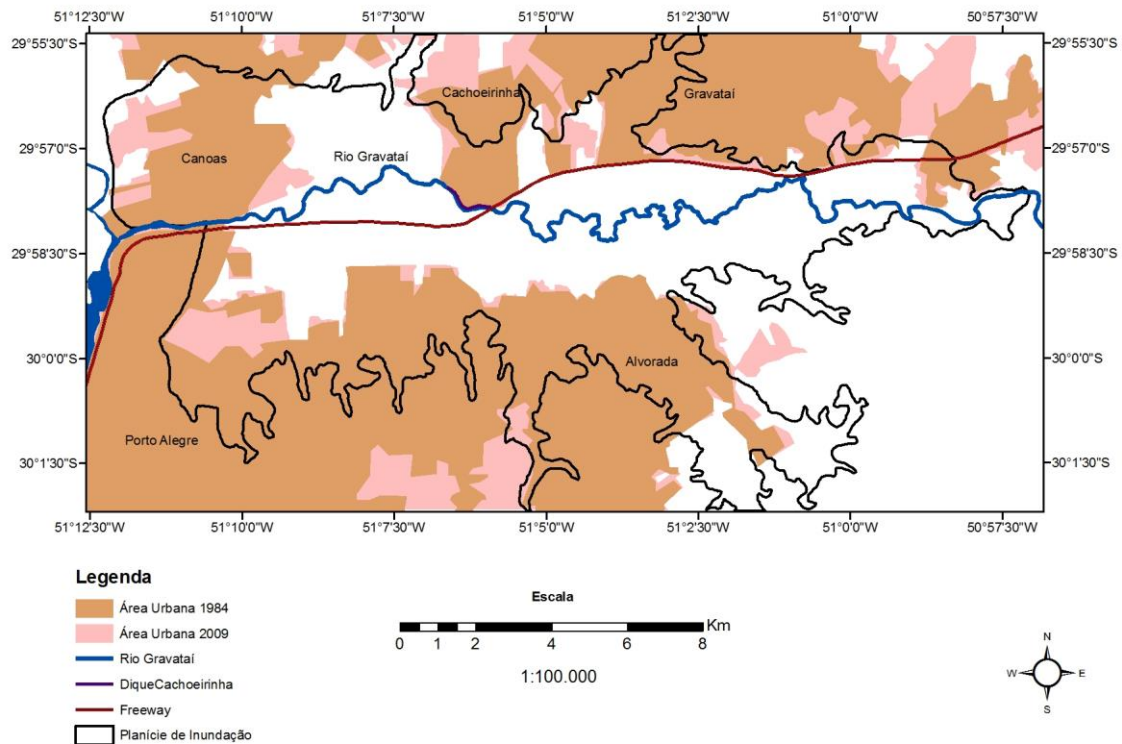 51°12'30"W 51°10'0"W 51°7'30"W 51°5'0"W 51°2'30"W 51°0'0"W 50°57'30"W
29°55'30"S 29°55'30"S
Cachoeirinha Gravataí
29°57'0"S Canoas Rio Gravataí 29°57'0"S
29°58'30"S 29°58'30"S
30°0'0"S Alvorada 30°0'0"S
Porto Alegre
30°1'30"S 30°1'30"S
51°12'30"W 51°10'0"W 51°7'30"W 51°5'0"W 51°2'30"W 51°0'0"W 50°57'30"W
Legenda
Área Urbana 1984
Área Urbana 2009
Rio Gravataí
DiqueCachoeirinha
Freeway
Planície de Inundação
Escala
Km
0 1 2 4 6 8
1:100.000
N
W E
S